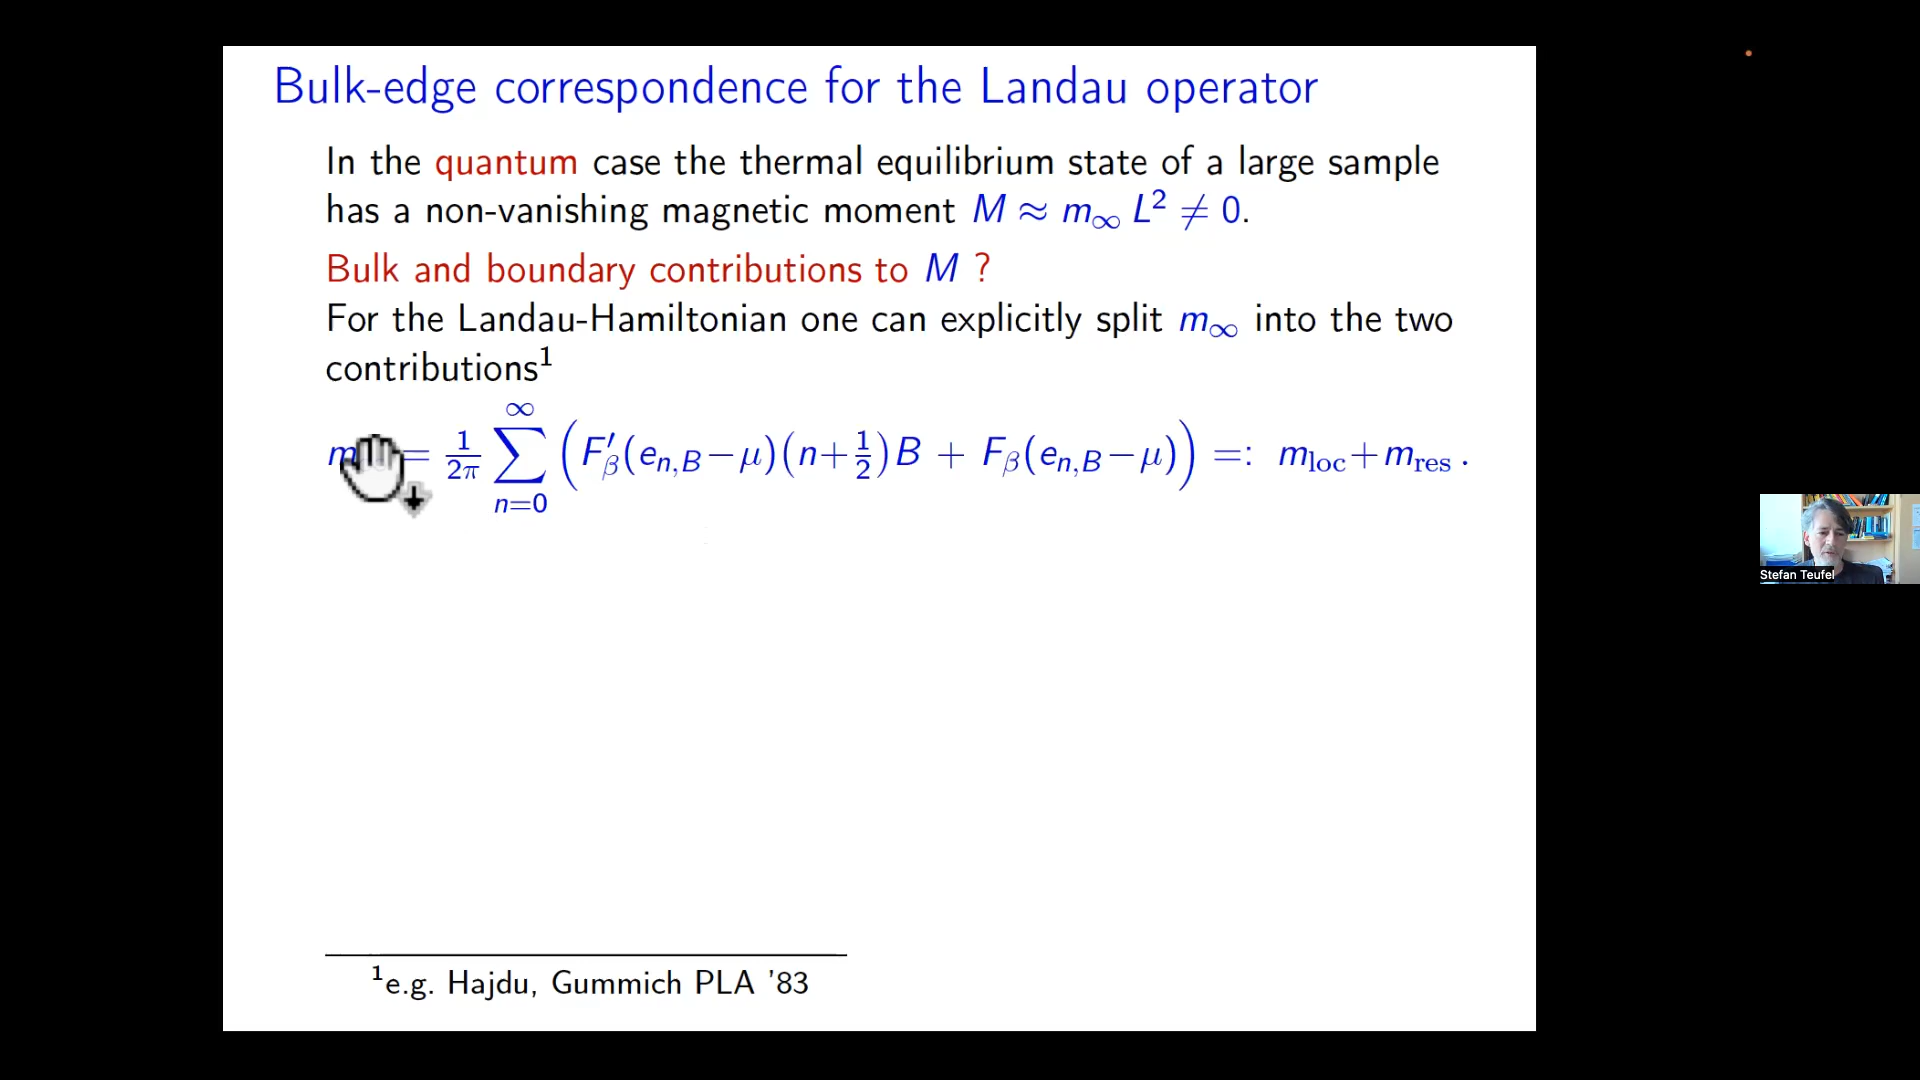 Bulk-edge correspondence for the Landau operator
In the quantum case the thermal equilibrium state of a large sample
has a non-vanishing magnetic moment M ≈ m∞ L² ≠ 0.
Bulk and boundary contributions to M ?
For the Landau-Hamiltonian one can explicitly split m∞ into the two
contributions¹
m = 1/2π ∑_{n=0}^{∞} (F′_β(e_{n,B}−μ)(n+½)B + F_β(e_{n,B}−μ)) =: m_loc+m_res .
Stefan Teufel
¹e.g. Hajdu, Gummich PLA '83